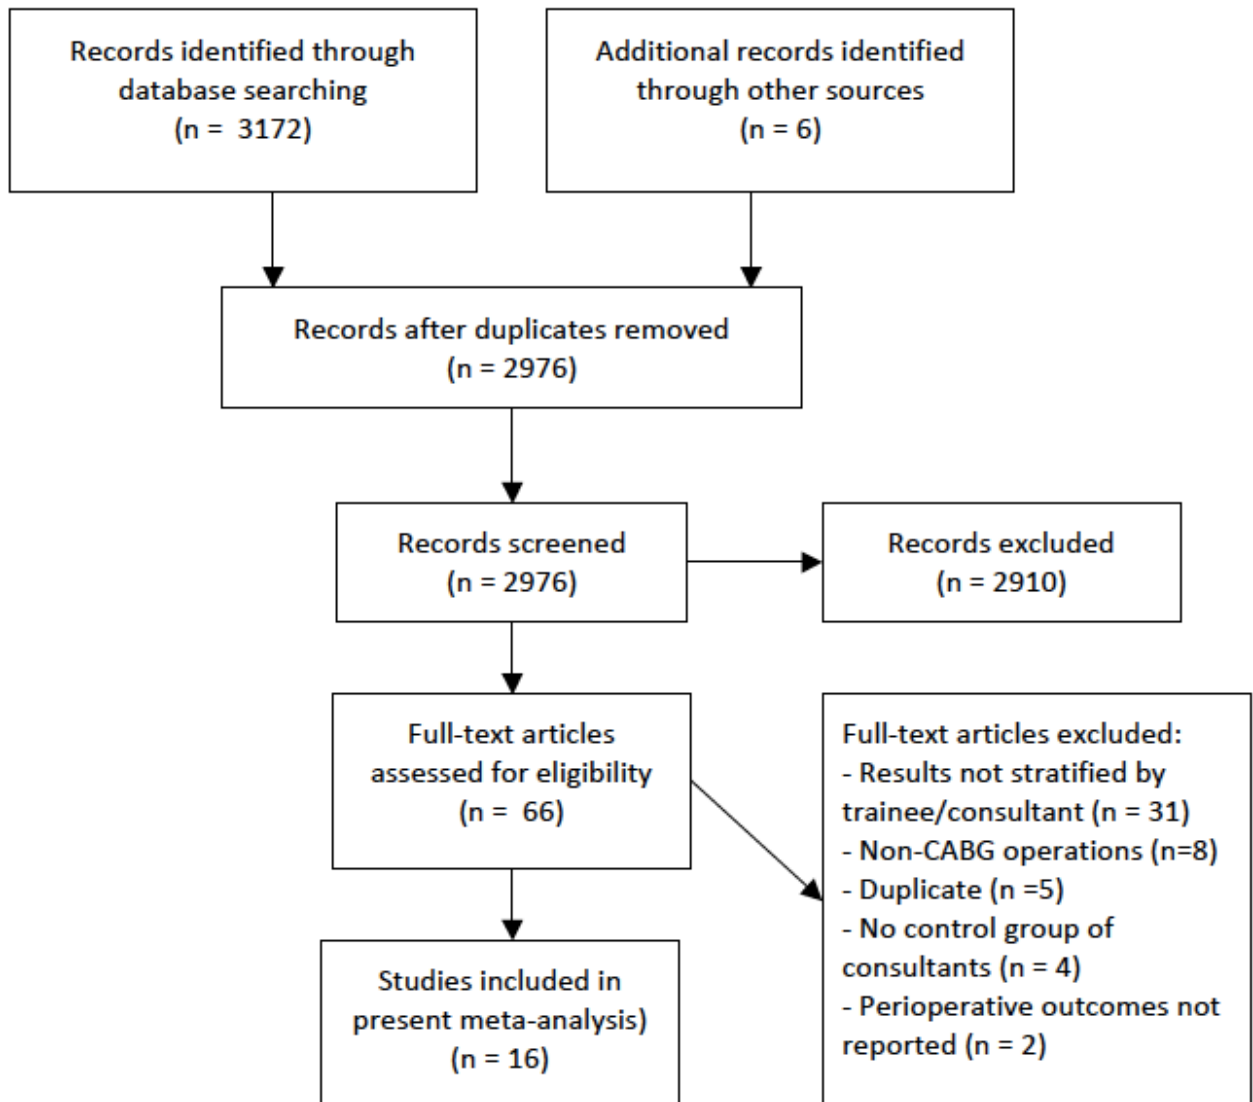 Records identified through
database searching
(n =  3172)
Additional records identified
through other sources
(n = 6)
Records after duplicates removed
(n = 2976)
Records screened
(n = 2976)
Records excluded
(n = 2910)
Full-text articles
assessed for eligibility
(n =  66)
Full-text articles excluded:
- Results not stratified by
trainee/consultant (n = 31)
- Non-CABG operations (n=8)
- Duplicate (n =5)
- No control group of
consultants (n = 4)
- Perioperative outcomes not
reported (n = 2)
Studies included in
present meta-analysis)
(n = 16)